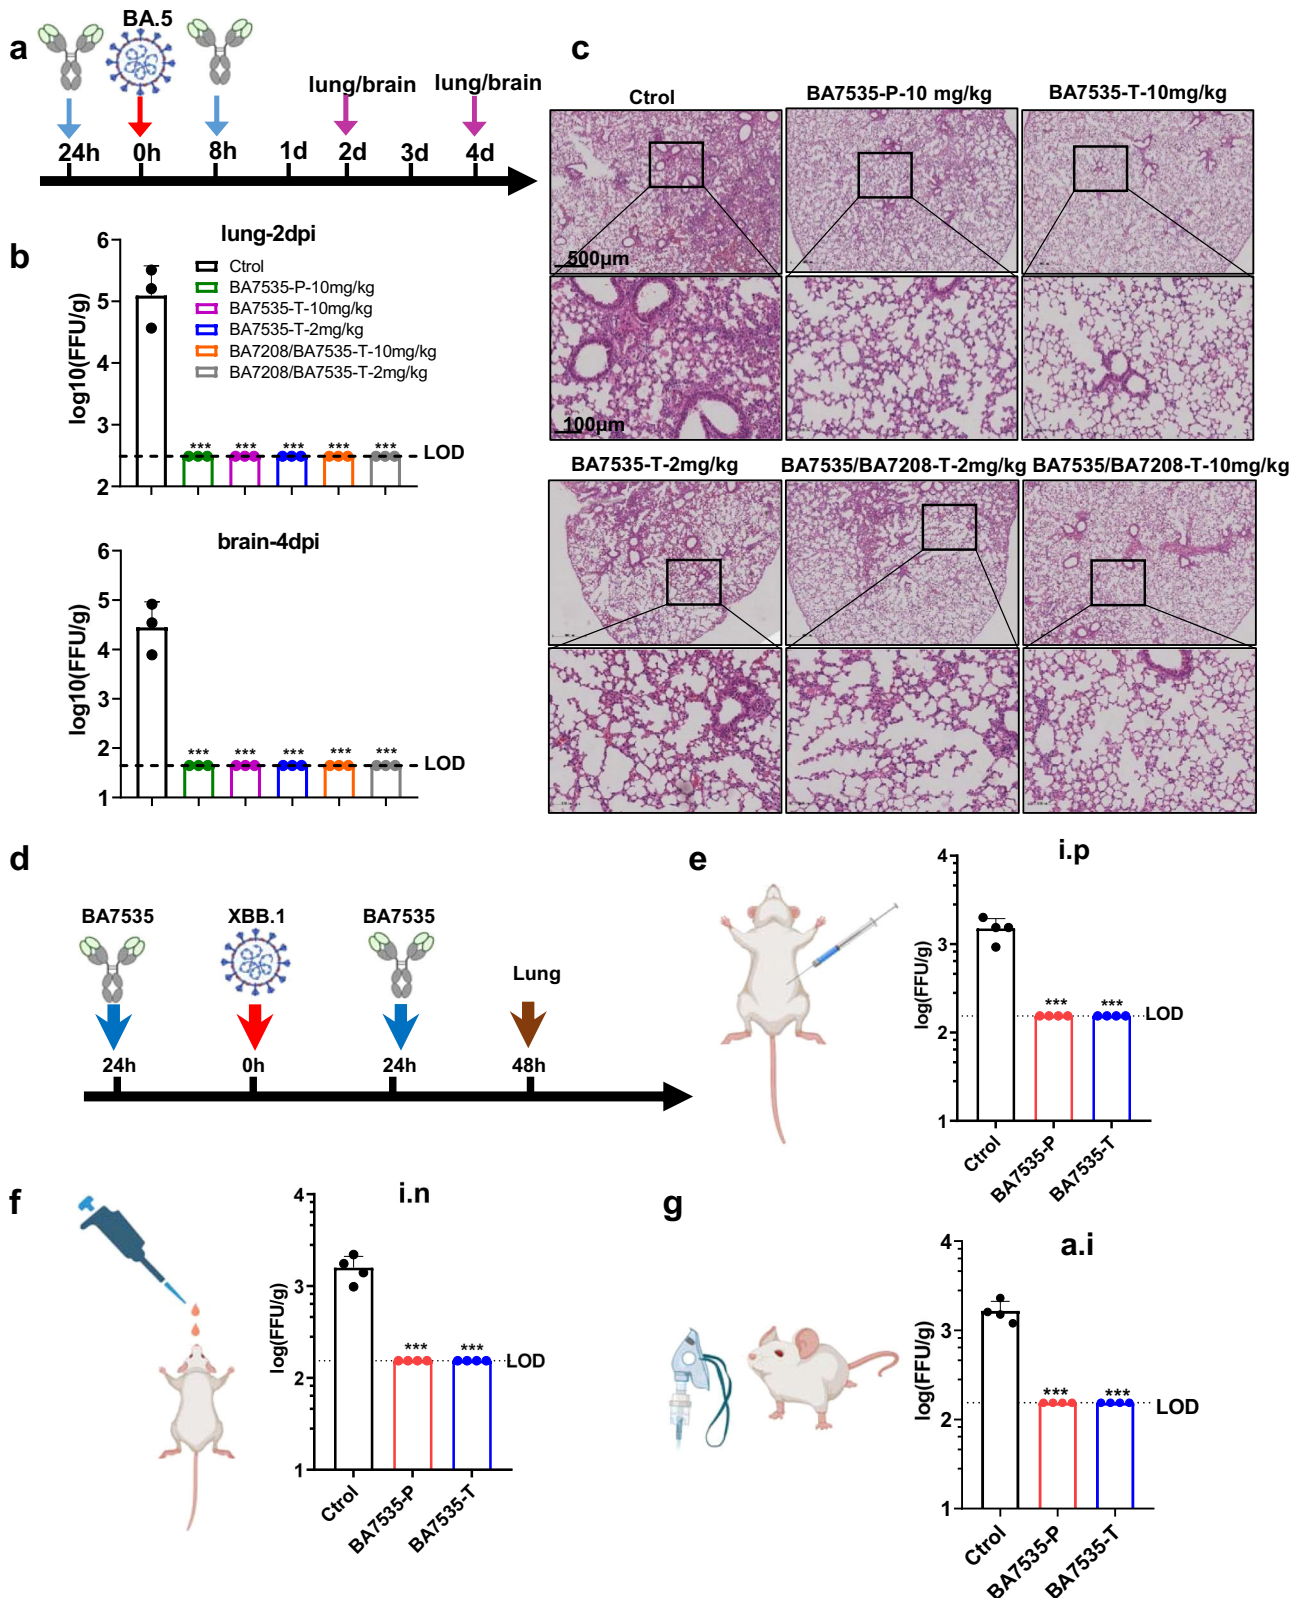 a
BA.5
lung/brain
lung/brain
24h
0h
8h
1d
2d
3d
4d
b
lung-2dpi
log10(FFU/g)
6
5
4
3
2
Ctrol
BA7535-P-10mg/kg
BA7535-T-10mg/kg
BA7535-T-2mg/kg
BA7208/BA7535-T-10mg/kg
BA7208/BA7535-T-2mg/kg
*** *** *** *** ***
LOD
brain-4dpi
log10(FFU/g)
6
5
4
3
2
1
*** *** *** *** ***
LOD
c
Ctrol
BA7535-P-10 mg/kg
BA7535-T-10mg/kg
500μm
100μm
BA7535-T-2mg/kg
BA7535/BA7208-T-2mg/kg
BA7535/BA7208-T-10mg/kg
d
BA7535
XBB.1
BA7535
Lung
24h
0h
24h
48h
e
i.p
log(FFU/g)
4
3
2
1
*** ***
LOD
Ctrol
BA7535-P
BA7535-T
f
i.n
log(FFU/g)
4
3
2
1
*** ***
LOD
Ctrol
BA7535-P
BA7535-T
g
a.i
log(FFU/g)
4
3
2
1
*** ***
LOD
Ctrol
BA7535-P
BA7535-T